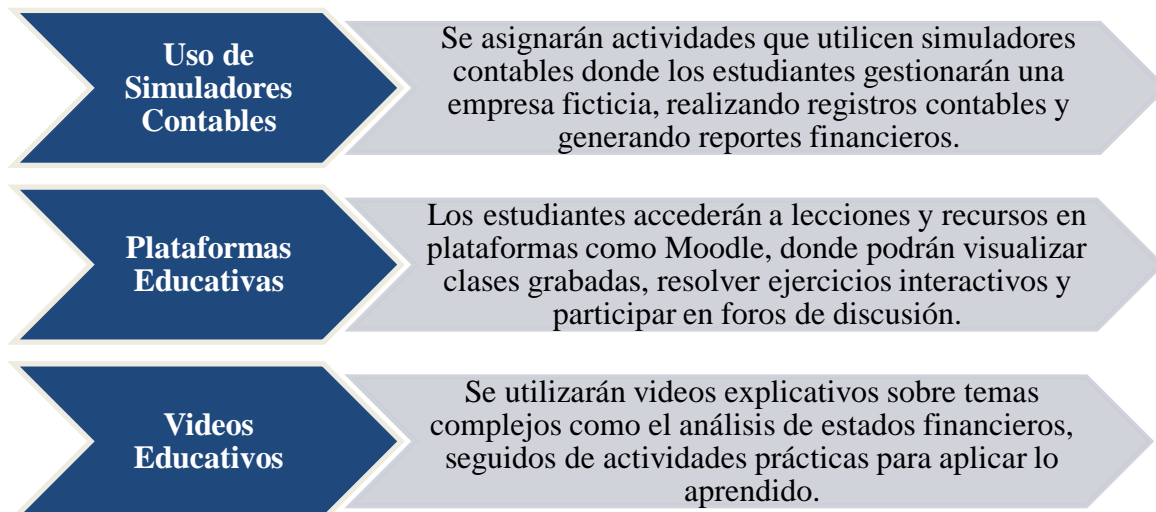 Uso de
Simuladores
Contables
Se asignarán actividades que utilicen simuladores
contables donde los estudiantes gestionarán una
empresa ficticia, realizando registros contables y
generando reportes financieros.
Plataformas
Educativas
Los estudiantes accederán a lecciones y recursos en
plataformas como Moodle, donde podrán visualizar
clases grabadas, resolver ejercicios interactivos y
participar en foros de discusión.
Videos
Educativos
Se utilizarán videos explicativos sobre temas
complejos como el análisis de estados financieros,
seguidos de actividades prácticas para aplicar lo
aprendido.